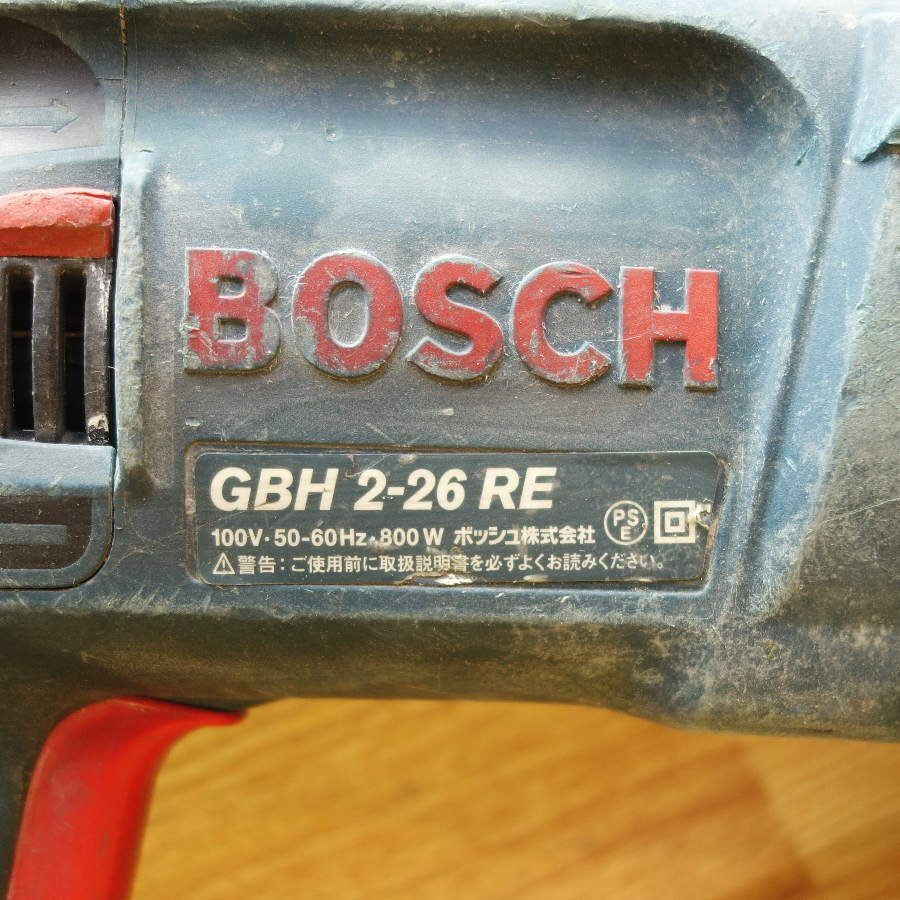 BOSCH
GBH 2-26 RE
100V・50-60Hz・800W ボッシュ株式会社 PSE
⚠警告：ご使用前に取扱説明書を必ずよくお読みください。